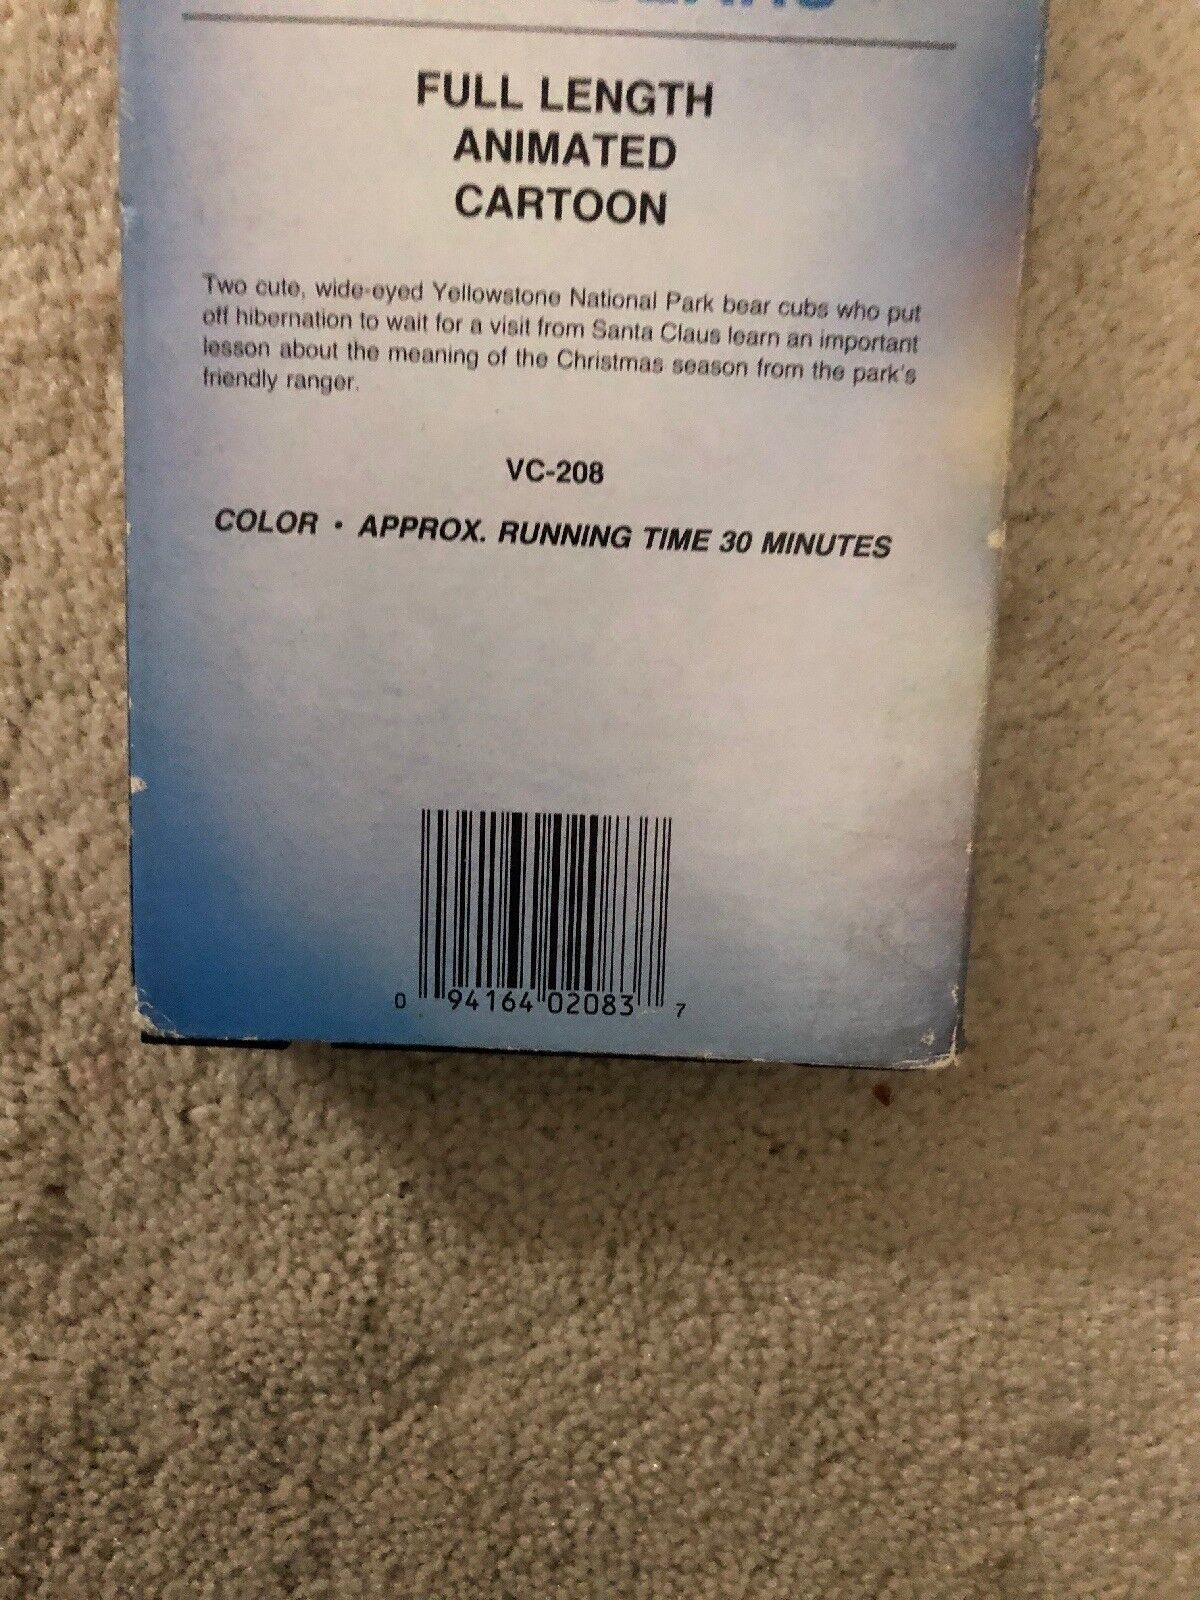 FULL LENGTH
ANIMATED
CARTOON
Two cute, wide-eyed Yellowstone National Park bear cubs who put
off hibernation to wait for a visit from Santa Claus learn an important
lesson about the meaning of the Christmas season from the park's
friendly ranger.
VC-208
COLOR • APPROX. RUNNING TIME 30 MINUTES
0 94164 02083 7